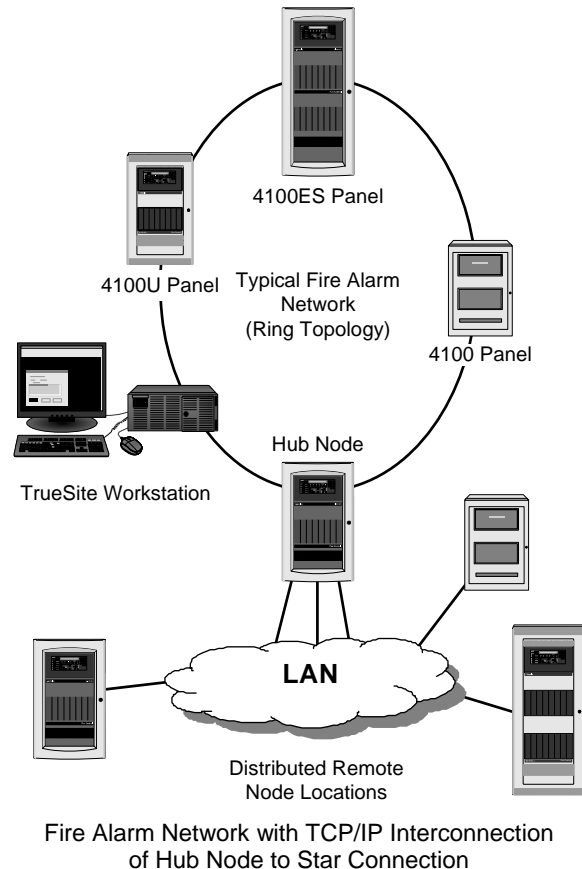 4100ES Panel
4100U Panel
Typical Fire Alarm
Network
(Ring Topology)
4100 Panel
Hub Node
TrueSite Workstation
LAN
Distributed Remote
Node Locations
Fire Alarm Network with TCP/IP Interconnection
of Hub Node to Star Connection